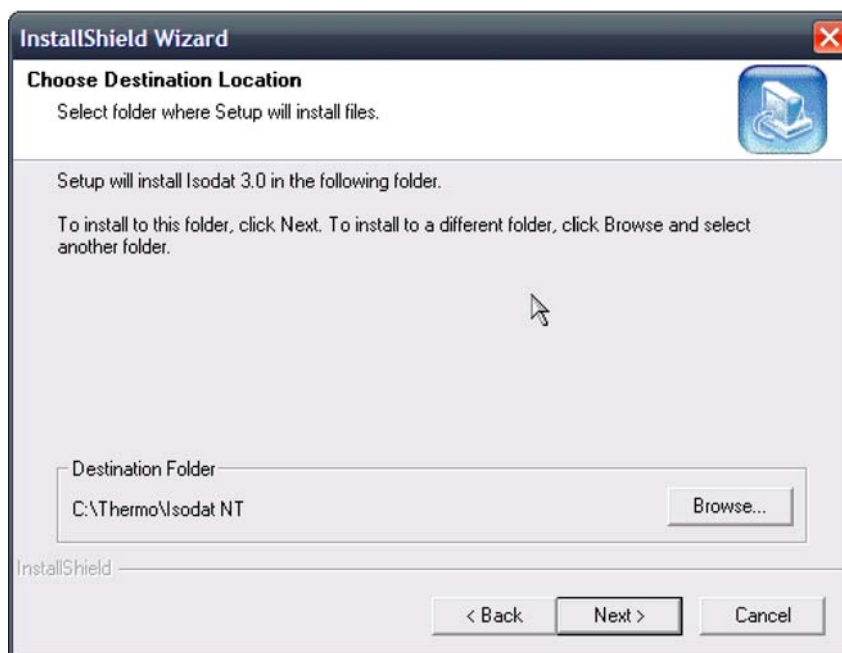 InstallShield Wizard
Choose Destination Location
Select folder where Setup will install files.
Setup will install Isodat 3.0 in the following folder.
To install to this folder, click Next. To install to a different folder, click Browse and select
another folder.
Destination Folder
C:\Thermo\Isodat NT
Browse...
InstallShield
< Back
Next >
Cancel